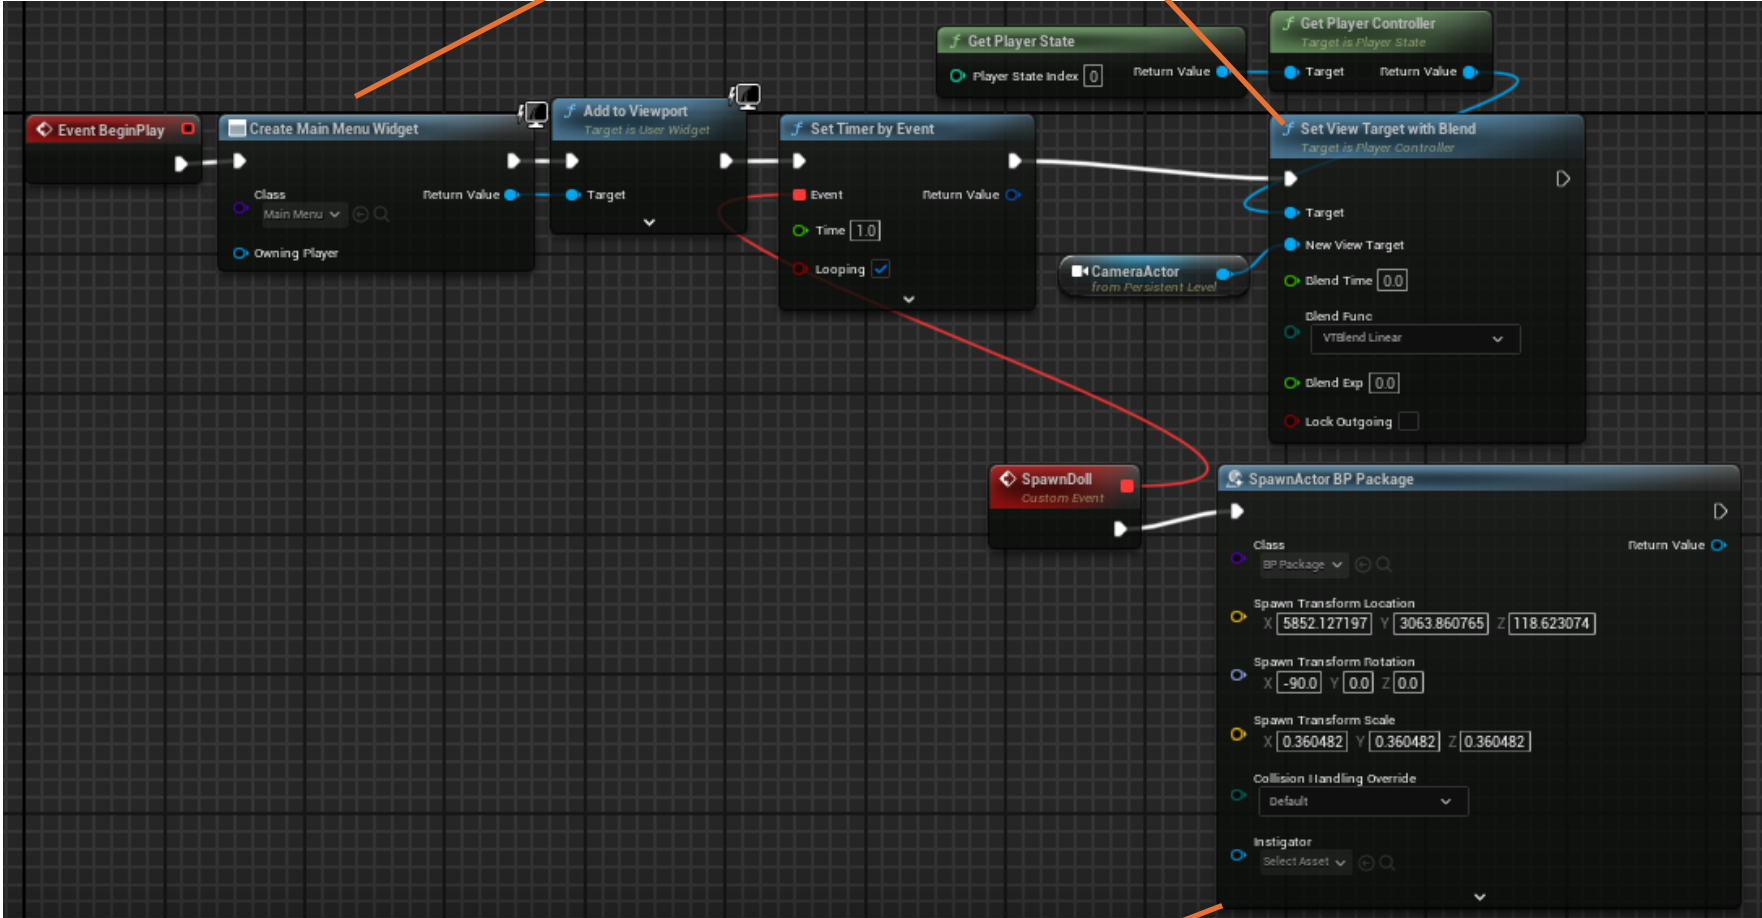 Get Player State
Player State Index 0
Return Value
Get Player Controller
Target is Player State
Target
Return Value
Event BeginPlay
Create Main Menu Widget
Class
Main Menu
Return Value
Owning Player
Add to Viewport
Target is User Widget
Target
Set Timer by Event
Event
Return Value
Time 1.0
Looping
Set View Target with Blend
Target is Player Controller
Target
New View Target
Blend Time 0.0
Blend Func
VTBlend Linear
Blend Exp 0.0
Lock Outgoing
CameraActor
from Persistent Level
SpawnDoll
Custom Event
SpawnActor BP Package
Class
BP Package
Return Value
Spawn Transform Location
X 5852.127197 Y 3063.860765 Z 118.623074
Spawn Transform Rotation
X -90.0 Y 0.0 Z 0.0
Spawn Transform Scale
X 0.360482 Y 0.360482 Z 0.360482
Collision Handling Override
Default
Instigator
Select Asset